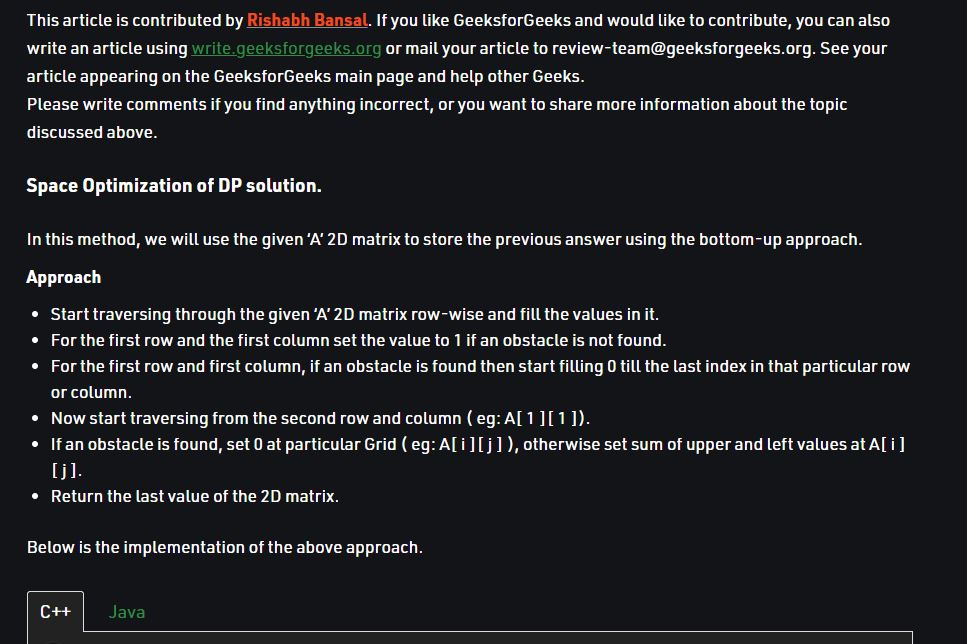 This article is contributed by Rishabh Bansal. If you like GeeksforGeeks and would like to contribute, you can also
write an article using write.geeksforgeeks.org or mail your article to review-team@geeksforgeeks.org. See your
article appearing on the GeeksforGeeks main page and help other Geeks.
Please write comments if you find anything incorrect, or you want to share more information about the topic
discussed above.
Space Optimization of DP solution.
In this method, we will use the given ‘A’ 2D matrix to store the previous answer using the bottom-up approach.
Approach
• Start traversing through the given ‘A’ 2D matrix row-wise and fill the values in it.
• For the first row and the first column set the value to 1 if an obstacle is not found.
• For the first row and first column, if an obstacle is found then start filling 0 till the last index in that particular row
or column.
• Now start traversing from the second row and column ( eg: A[ 1 ][ 1 ]).
• If an obstacle is found, set 0 at particular Grid ( eg: A[ i ][ j ] ), otherwise set sum of upper and left values at A[ i ]
[ j ].
• Return the last value of the 2D matrix.
Below is the implementation of the above approach.
C++ Java